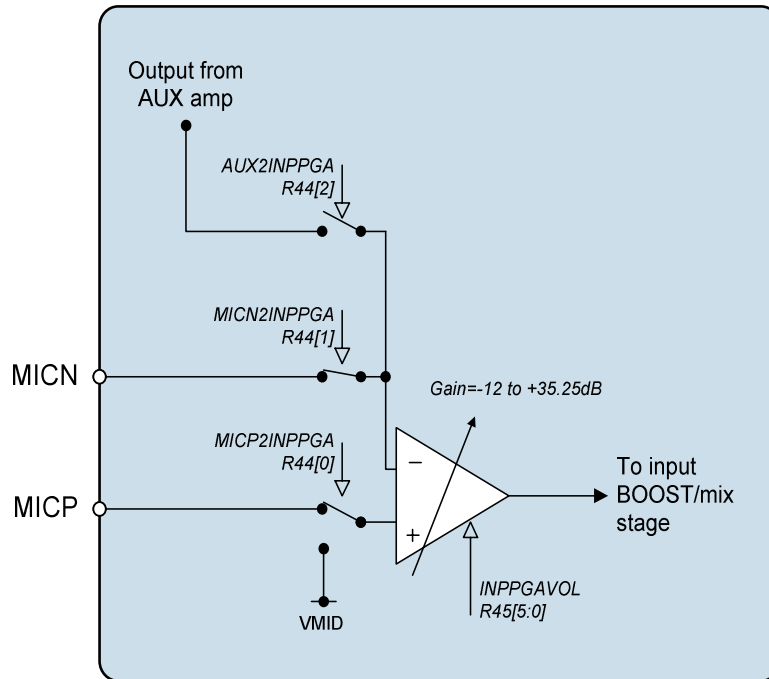 Output from
AUX amp
AUX2INPPGA
R44[2]
MICN2INPPGA
R44[1]
MICN
Gain=-12 to +35.25dB
MICP2INPPGA
R44[0]
MICP
−
+
To input
BOOST/mix
stage
VMID
INPPGAVOL
R45[5:0]